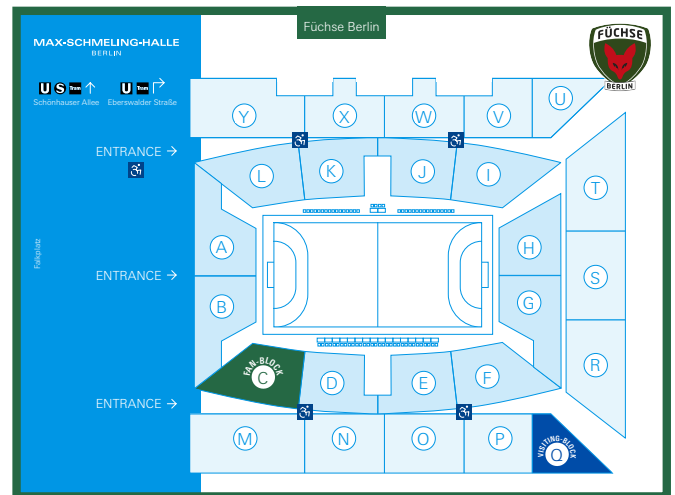 Füchse Berlin
MAX-SCHMELING-HALLE
BERLIN
FÜCHSE
BERLIN
U S Tram U Tram
Schönhauser Allee Eberswalder Straße
ENTRANCE
Falkplatz
ENTRANCE
ENTRANCE
Y X W V U
L K J I
T
A H
S
B G
R
FAN-BLOCK
C D E F
M N O P
VISITING-BLOCK
Q